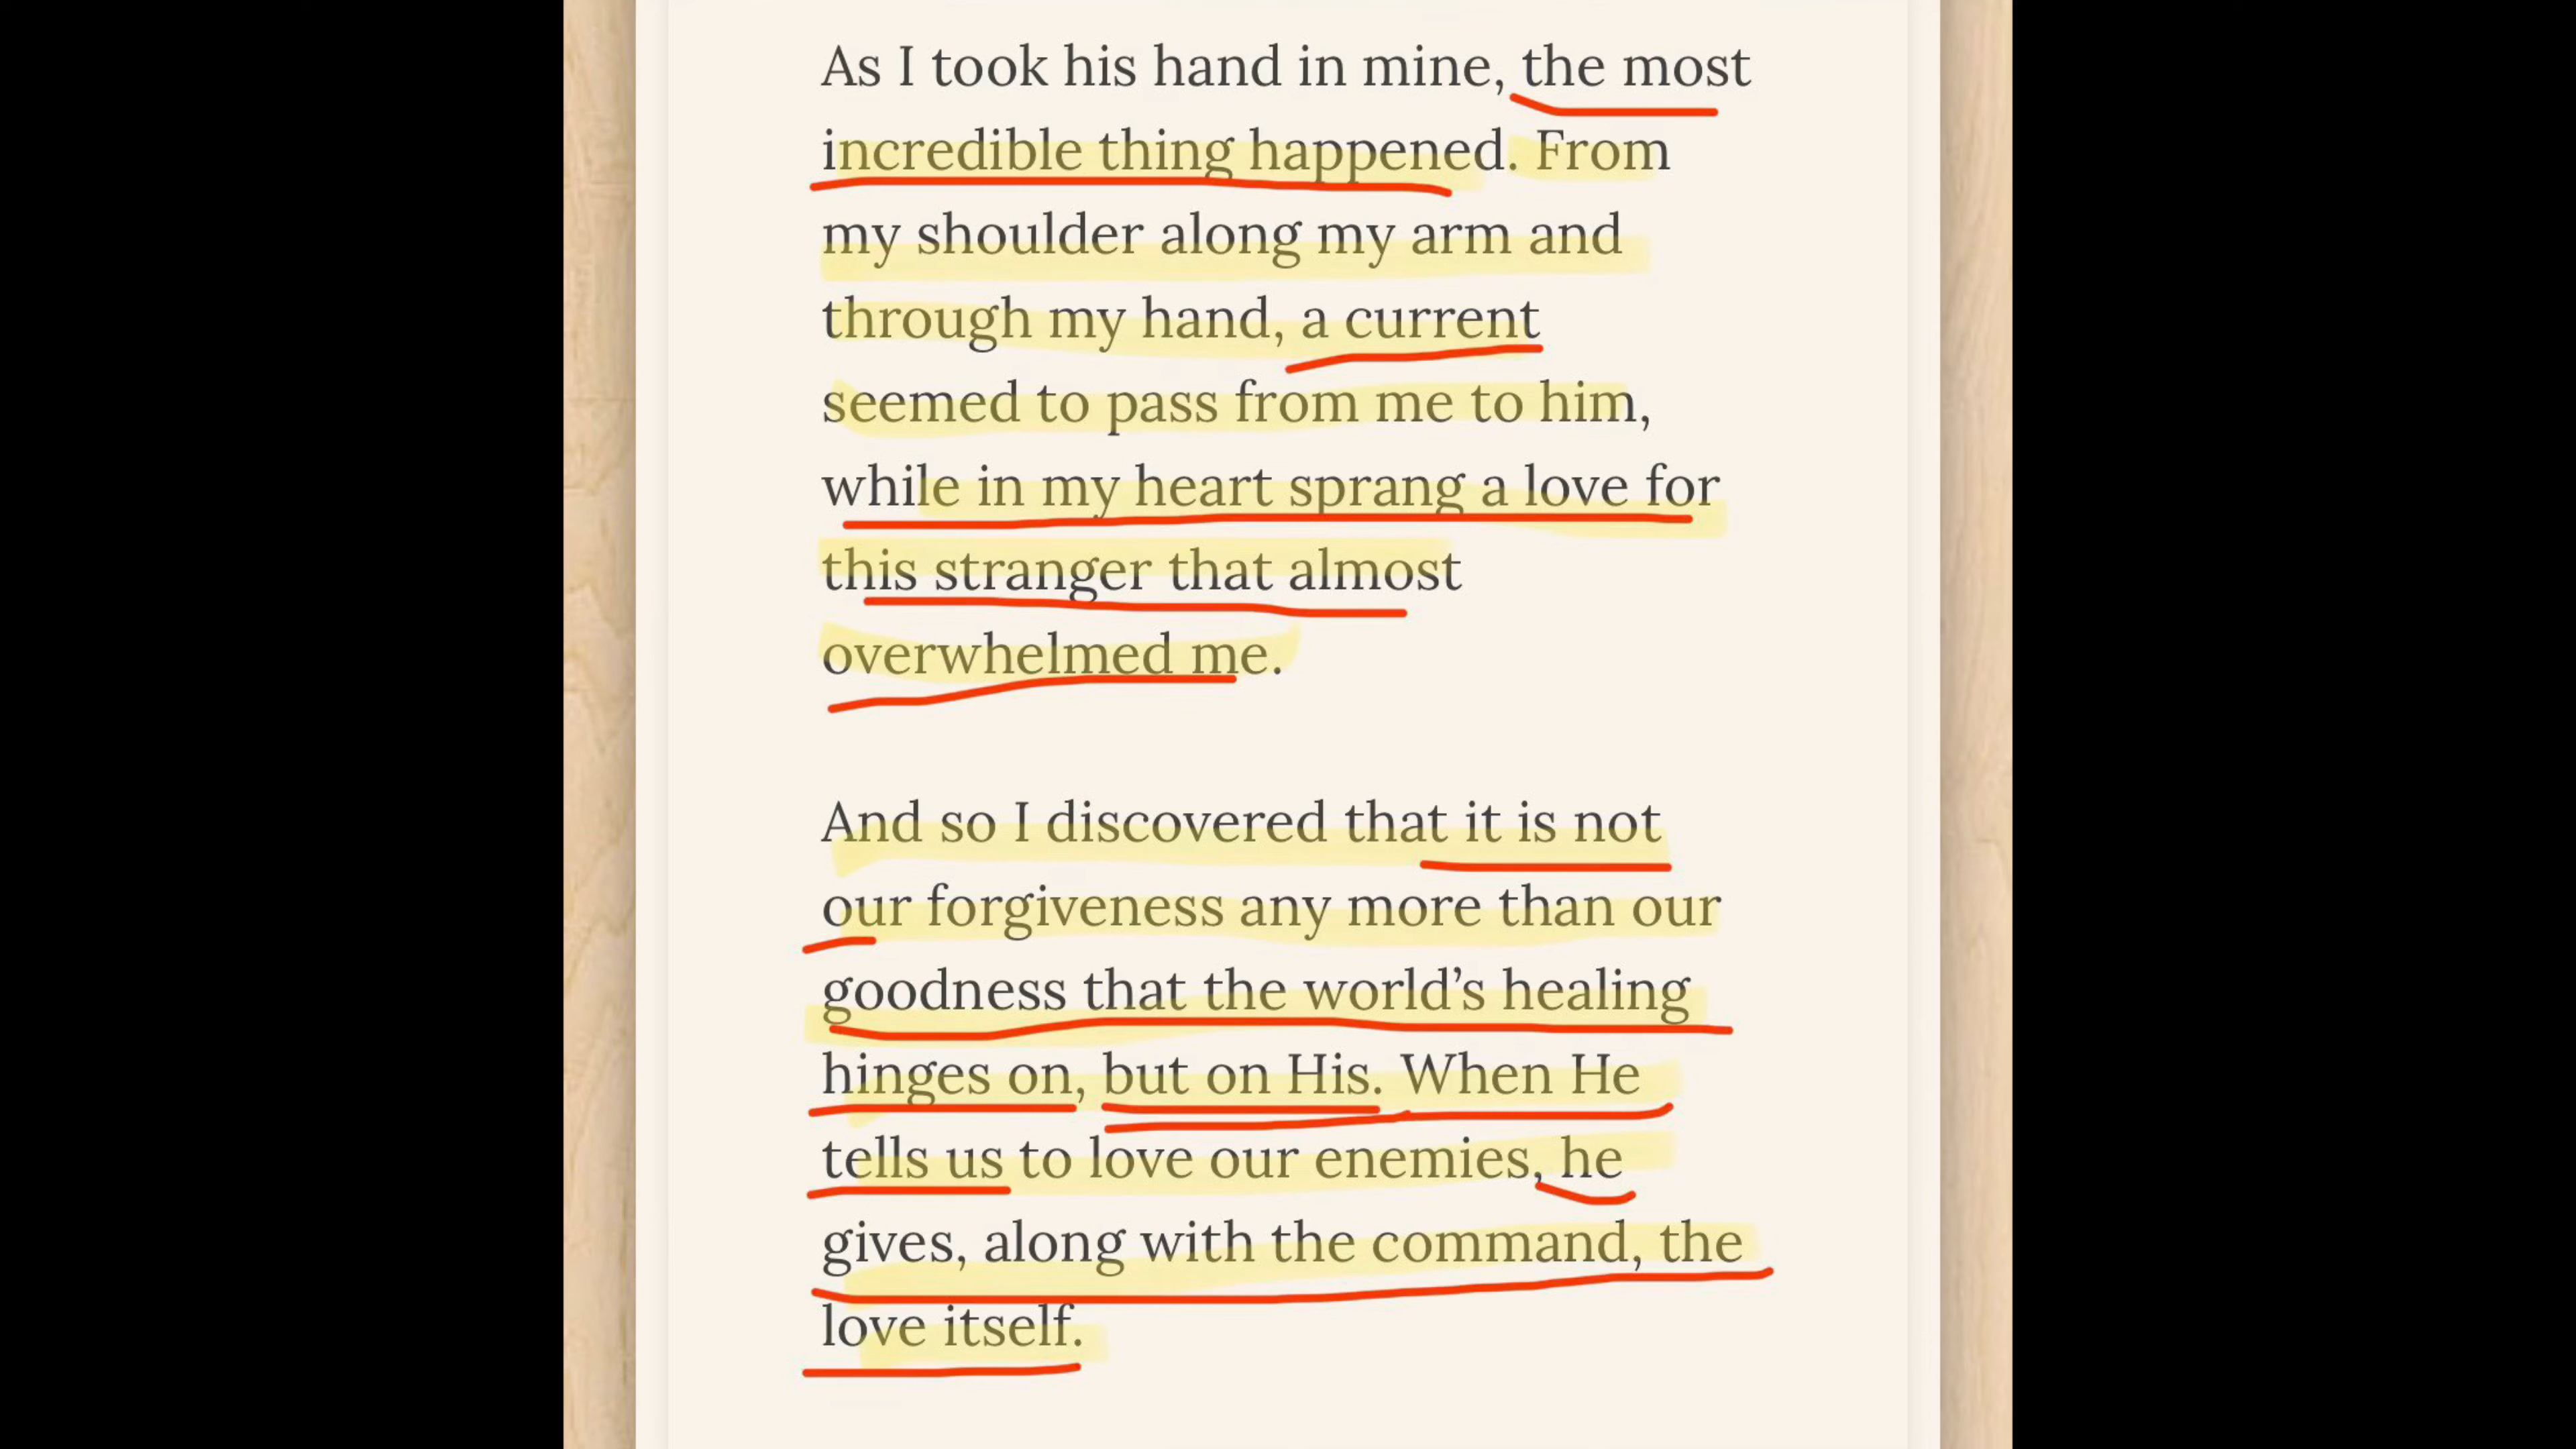 As I took his hand in mine, the most
incredible thing happened. From
my shoulder along my arm and
through my hand, a current
seemed to pass from me to him,
while in my heart sprang a love for
this stranger that almost
overwhelmed me.
And so I discovered that it is not
our forgiveness any more than our
goodness that the world’s healing
hinges on, but on His. When He
tells us to love our enemies, he
gives, along with the command, the
love itself.